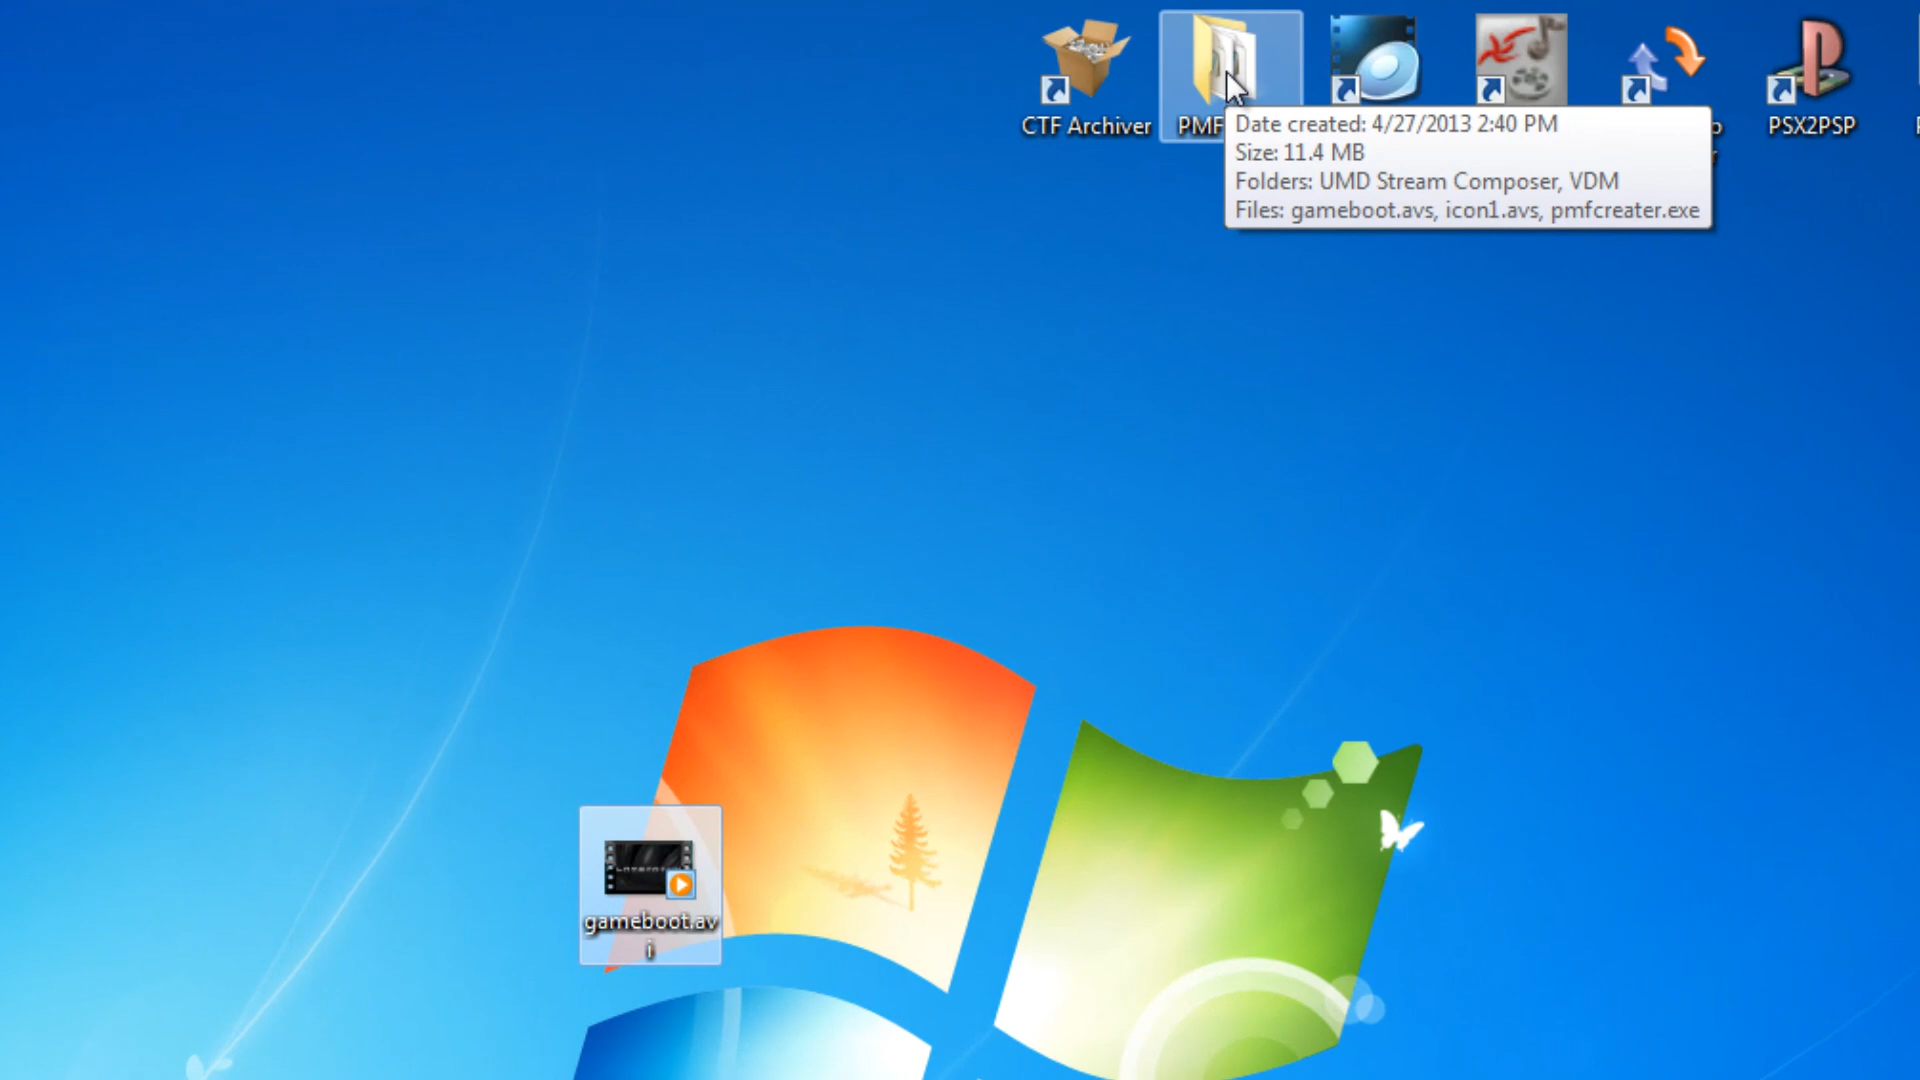 CTF Archiver
PMF
PSX2PSP
Date created: 4/27/2013 2:40 PM
Size: 11.4 MB
Folders: UMD Stream Composer, VDM
Files: gameboot.avs, icon1.avs, pmfcreater.exe
gameboot.av
i